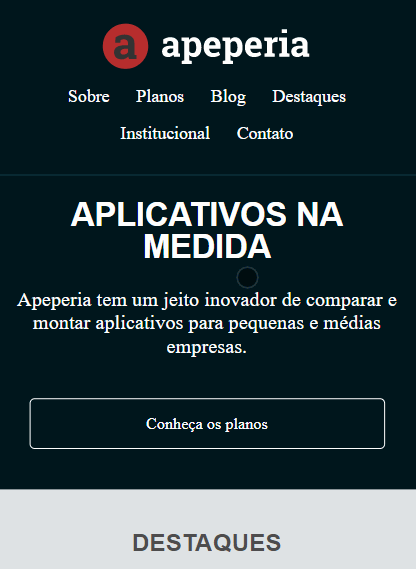 a apeperia
Sobre Planos Blog Destaques
Institucional Contato
APLICATIVOS NA
MEDIDA
Apeperia tem um jeito inovador de comparar e
montar aplicativos para pequenas e médias
empresas.
Conheça os planos
DESTAQUES